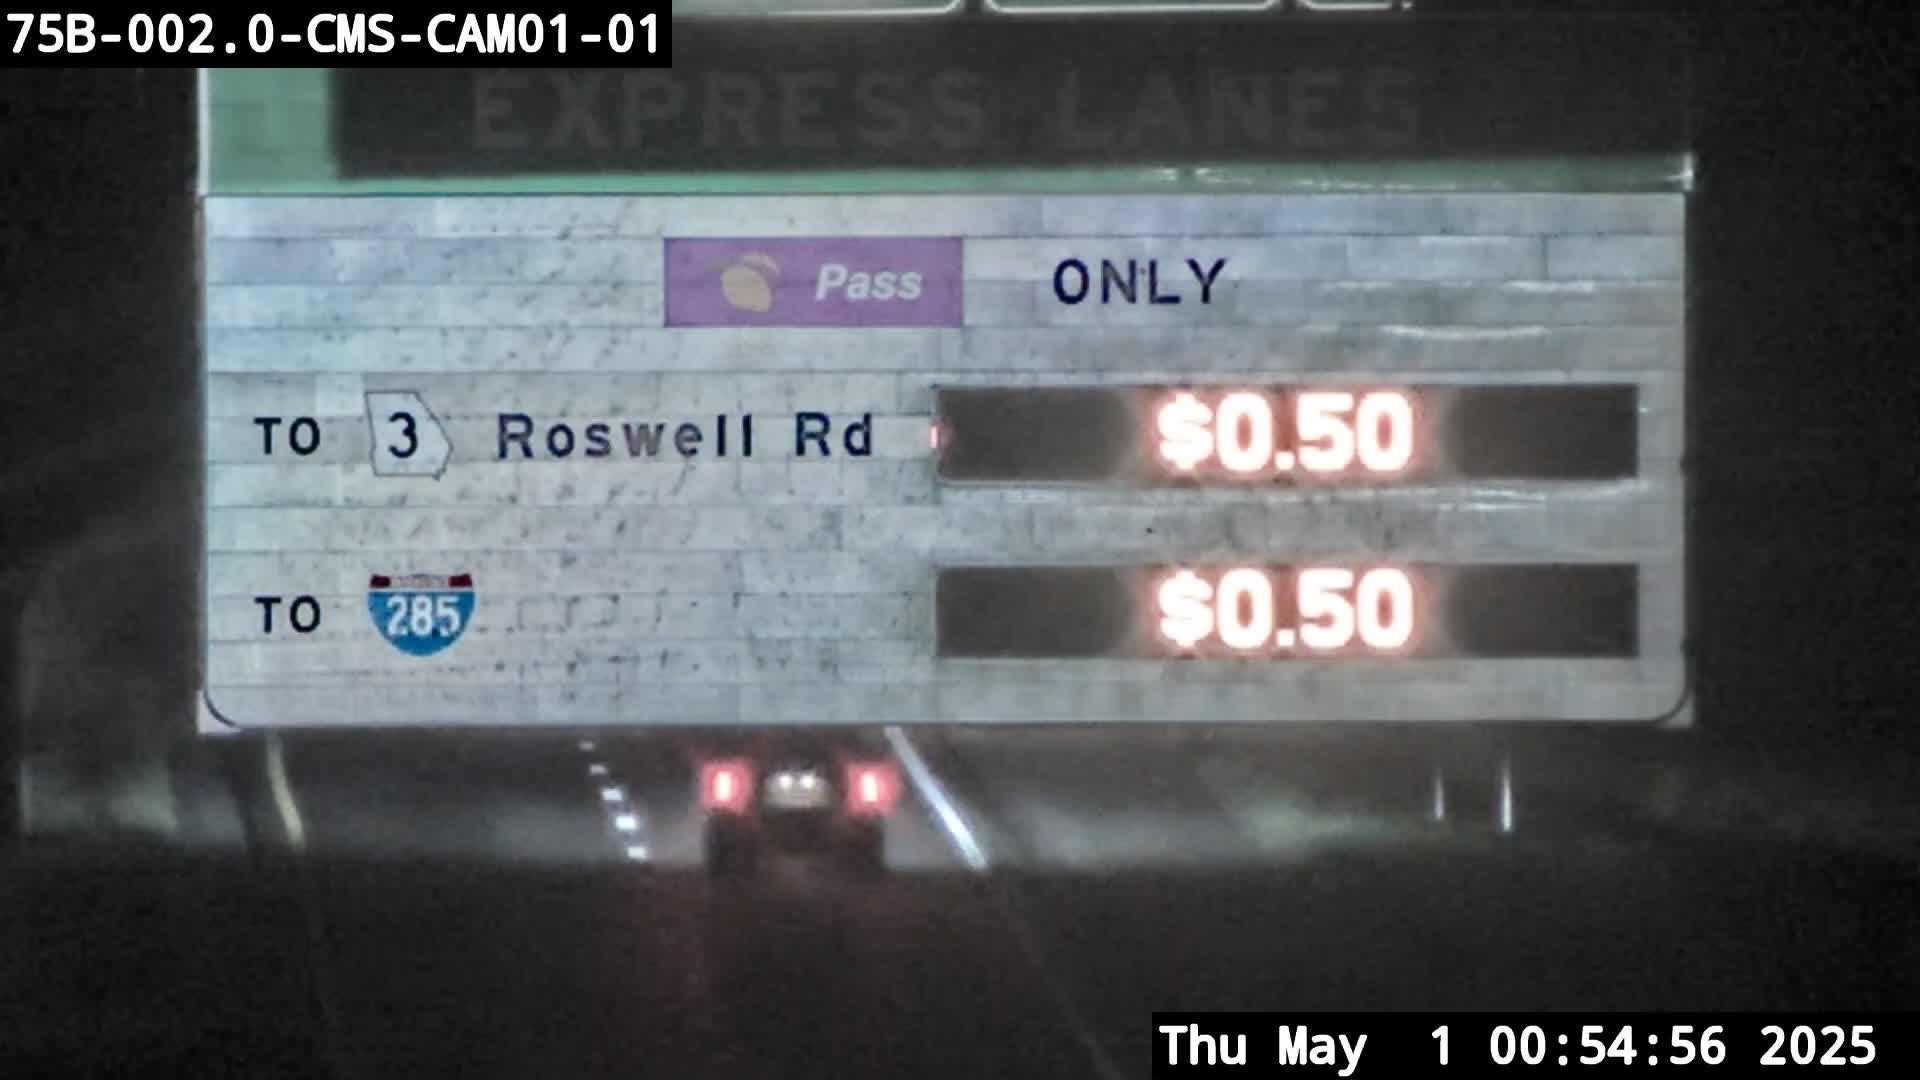 75B-002.0-CMS-CAM01-01
EXPRESS LANES
Pass ONLY
TO 3 Roswell Rd $0.50
TO 285 $0.50
Thu May 1 00:54:56 2025